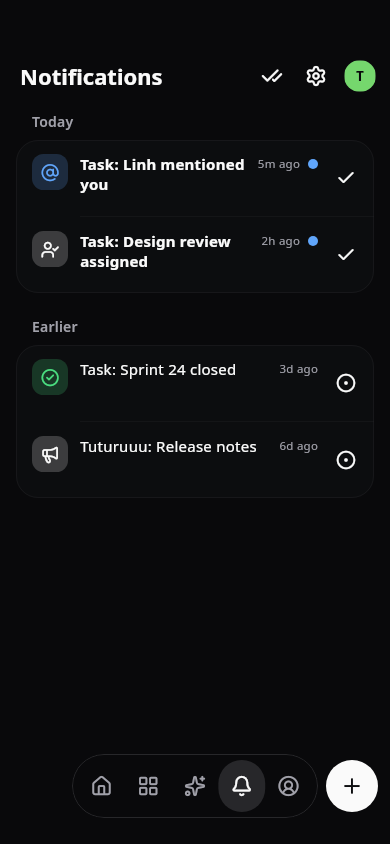 Notifications
T
Today
Task: Linh mentioned you
5m ago
Task: Design review assigned
2h ago
Earlier
Task: Sprint 24 closed
3d ago
Tuturuuu: Release notes
6d ago